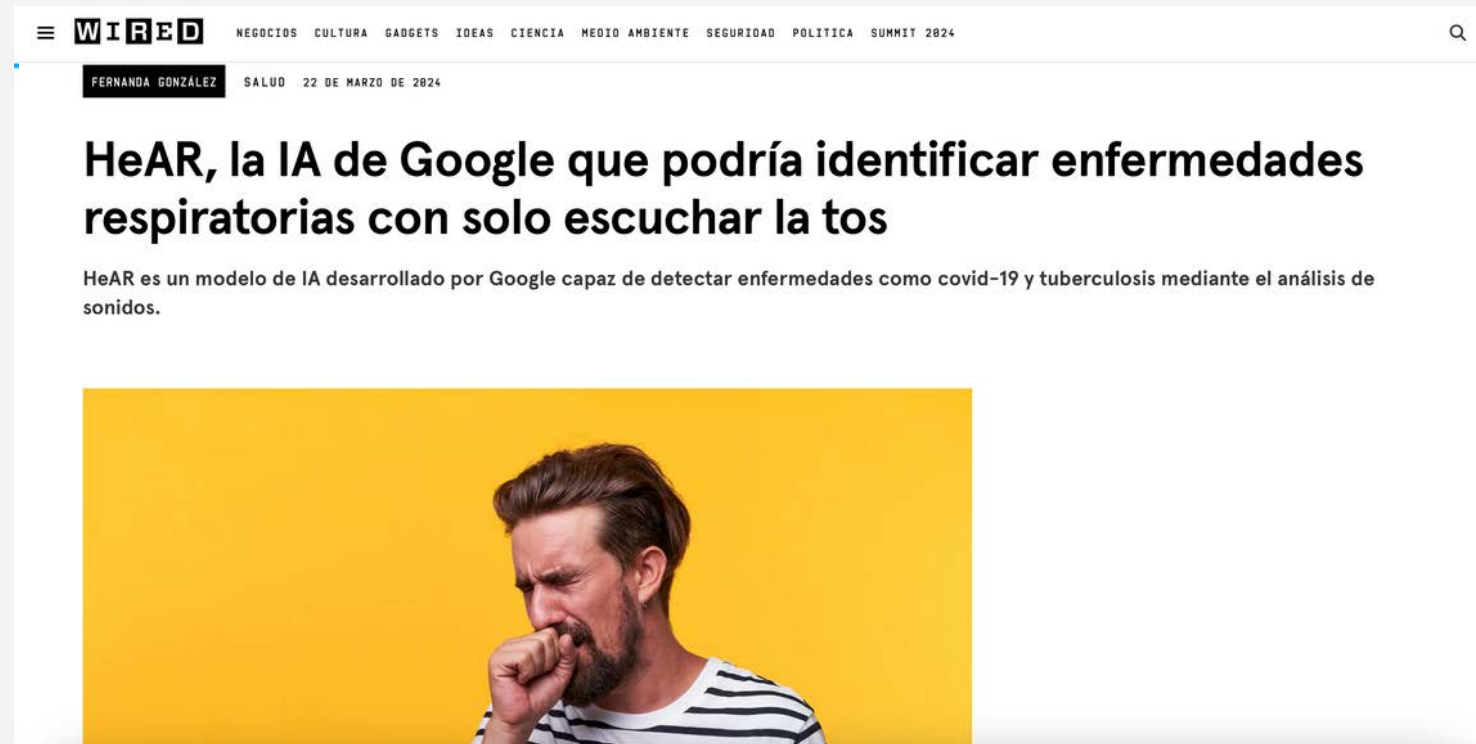 WIRED NEGOCIOS CULTURA GADGETS IDEAS CIENCIA MEDIO AMBIENTE SEGURIDAD POLITICA SUMMIT 2024
FERNANDA GONZÁLEZ SALUD 22 DE MARZO DE 2024
HeAR, la IA de Google que podría identificar enfermedades
respiratorias con solo escuchar la tos
HeAR es un modelo de IA desarrollado por Google capaz de detectar enfermedades como covid-19 y tuberculosis mediante el análisis de
sonidos.